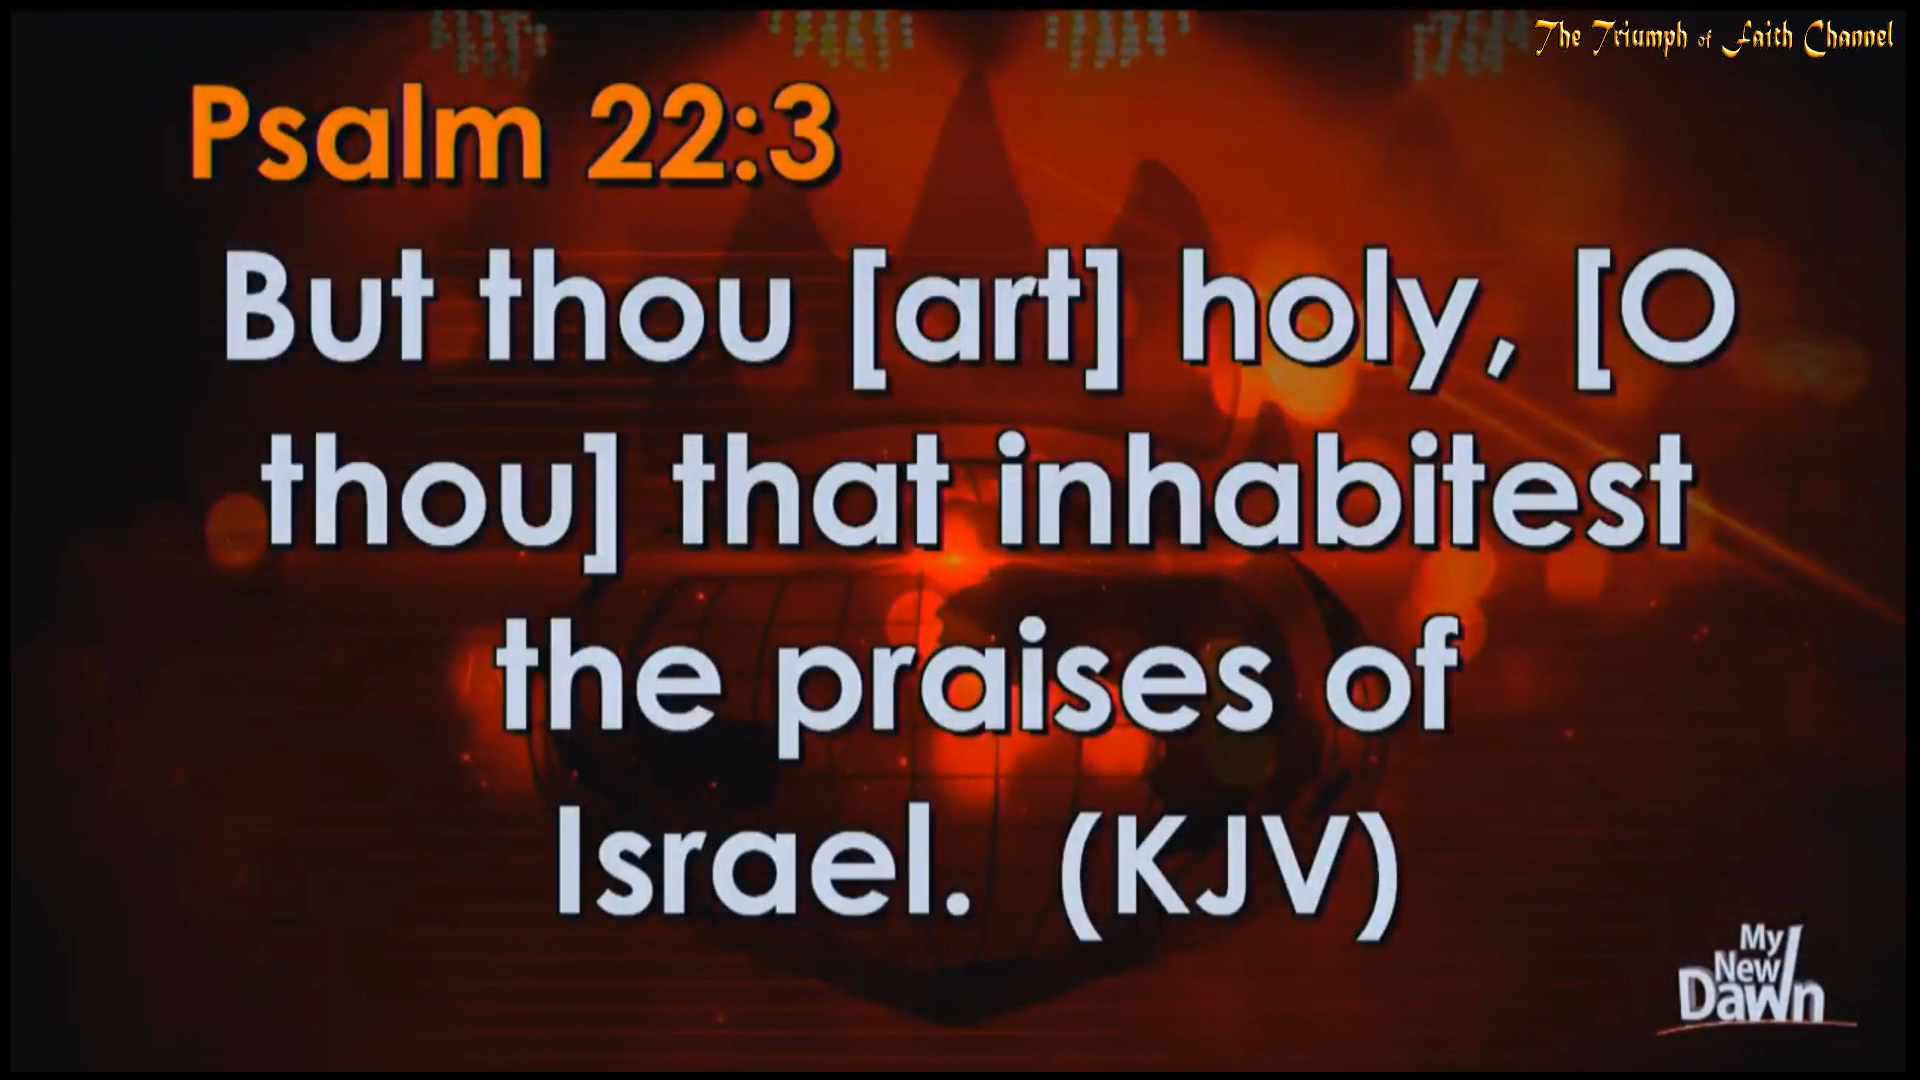 The Triumph of Faith Channel
Psalm 22:3
But thou [art] holy, [O
thou] that inhabitest
the praises of
Israel. (KJV)
My
New
Dawn